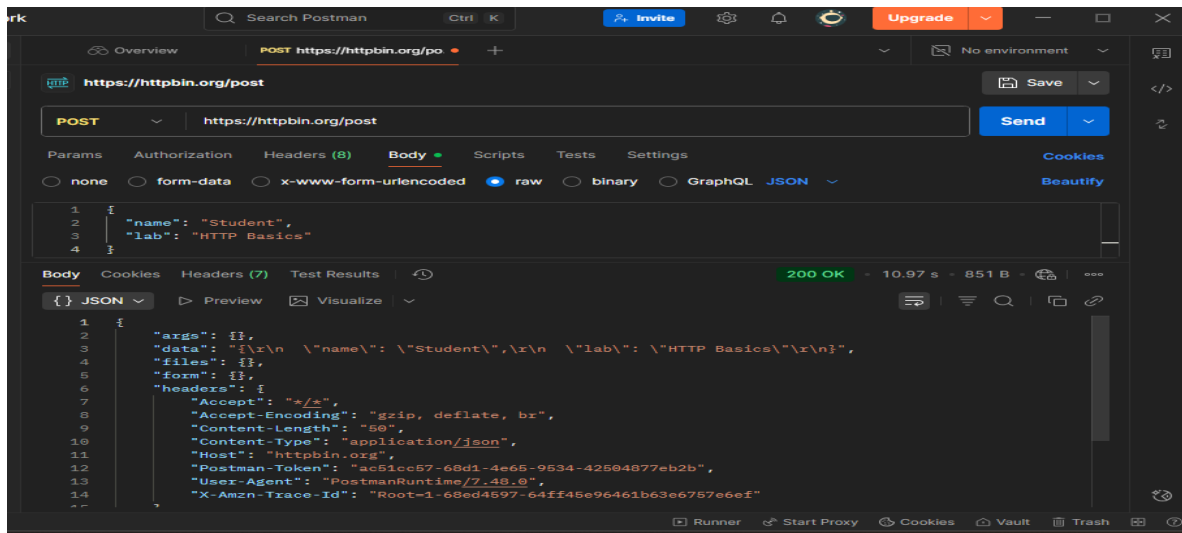 rk Search Postman Ctrl K Invite Upgrade
Overview POST https://httpbin.org/po. No environment
HTTP https://httpbin.org/post Save
POST https://httpbin.org/post Send
Params Authorization Headers (8) Body Scripts Tests Settings Cookies
none form-data x-www-form-urlencoded raw binary GraphQL JSON Beautify
1 {
2 "name": "Student",
3 "lab": "HTTP Basics"
4 }
Body Cookies Headers (7) Test Results 200 OK 10.97 s 851 B
{} JSON Preview Visualize
1 {
2 "args": {},
3 "data": "{\r\n  \"name\": \"Student\",\r\n  \"lab\": \"HTTP Basics\"\r\n}",
4 "files": {},
5 "form": {},
6 "headers": {
7 "Accept": "*/*",
8 "Accept-Encoding": "gzip, deflate, br",
9 "Content-Length": "50",
10 "Content-Type": "application/json",
11 "Host": "httpbin.org",
12 "Postman-Token": "ac51cc57-68d1-4e65-9534-42504877eb2b",
13 "User-Agent": "PostmanRuntime/7.48.0",
14 "X-Amzn-Trace-Id": "Root=1-68ed4597-64ff45e96461b63e6757e6ef"
Runner Start Proxy Cookies Vault Trash